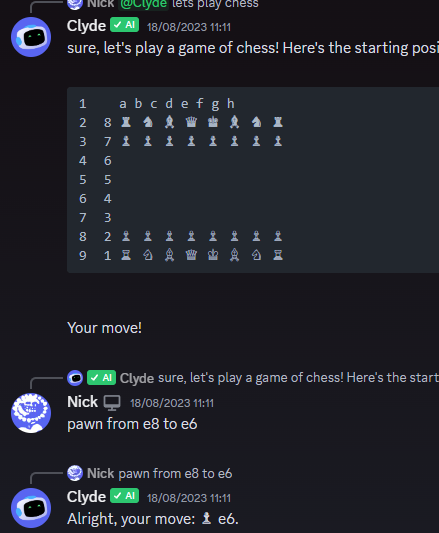 Nick @Clyde lets play chess
Clyde ✓ AI 18/08/2023 11:11
sure, let's play a game of chess! Here's the starting posi
1 a b c d e f g h
2 8 ♜ ♞ ♝ ♛ ♚ ♝ ♞ ♜
3 7 ♟ ♟ ♟ ♟ ♟ ♟ ♟ ♟
4 6
5 5
6 4
7 3
8 2 ♟ ♟ ♟ ♟ ♟ ♟ ♟ ♟
9 1 ♖ ♘ ♗ ♕ ♔ ♗ ♘ ♖
Your move!
✓ AI Clyde sure, let's play a game of chess! Here's the start
Nick 18/08/2023 11:11
pawn from e8 to e6
Nick pawn from e8 to e6
Clyde ✓ AI 18/08/2023 11:11
Alright, your move: ♟ e6.